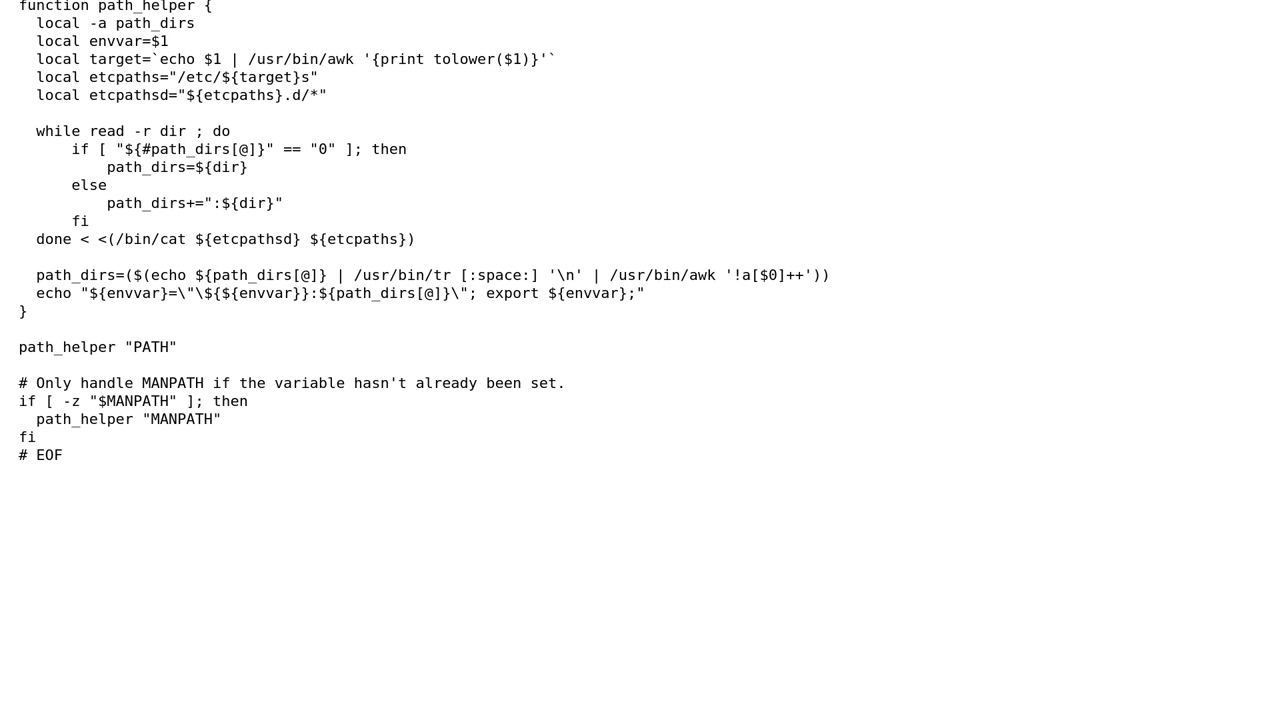 function path_helper {
  local -a path_dirs
  local envvar=$1
  local target=`echo $1 | /usr/bin/awk '{print tolower($1)}'`
  local etcpaths="/etc/${target}s"
  local etcpathsd="${etcpaths}.d/*"

  while read -r dir ; do
      if [ "${#path_dirs[@]}" == "0" ]; then
          path_dirs=${dir}
      else
          path_dirs+=":${dir}"
      fi
  done < <(/bin/cat ${etcpathsd} ${etcpaths})

  path_dirs=($(echo ${path_dirs[@]} | /usr/bin/tr [:space:] '\n' | /usr/bin/awk '!a[$0]++'))
  echo "${envvar}=\"\${${envvar}}:${path_dirs[@]}\"; export ${envvar};"
}

path_helper "PATH"

# Only handle MANPATH if the variable hasn't already been set.
if [ -z "$MANPATH" ]; then
  path_helper "MANPATH"
fi
# EOF